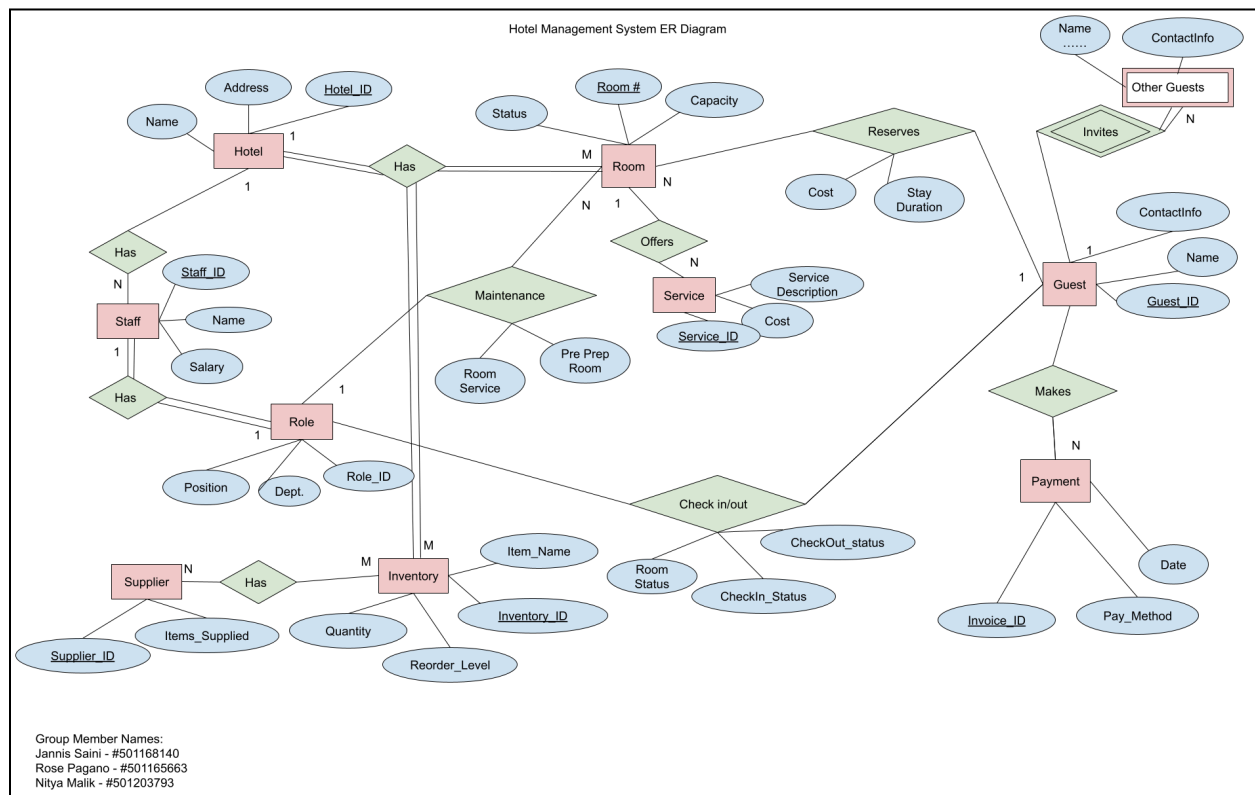 Hotel Management System ER Diagram
Name
......
ContactInfo
Other Guests
N
Invites
Address
Hotel_ID
Name
1
Hotel
1
Room #
Status
Capacity
M
Room
N
N
1
Has
Reserves
Cost
Stay
Duration
ContactInfo
Name
Guest_ID
1
1
Guest
Has
N
Staff_ID
Staff
Name
Salary
1
Offers
N
Service
Service
Description
Cost
Service_ID
Maintenance
Room
Service
Pre Prep
Room
Makes
N
Payment
Date
Pay_Method
Invoice_ID
Has
1
1
Role
Position
Dept.
Role_ID
Check in/out
Room
Status
CheckIn_Status
CheckOut_status
M
M
Inventory
Item_Name
Inventory_ID
Quantity
Reorder_Level
Supplier
N
Has
Supplier_ID
Items_Supplied
Group Member Names:
Jannis Saini - #501168140
Rose Pagano - #501165663
Nitya Malik - #501203793